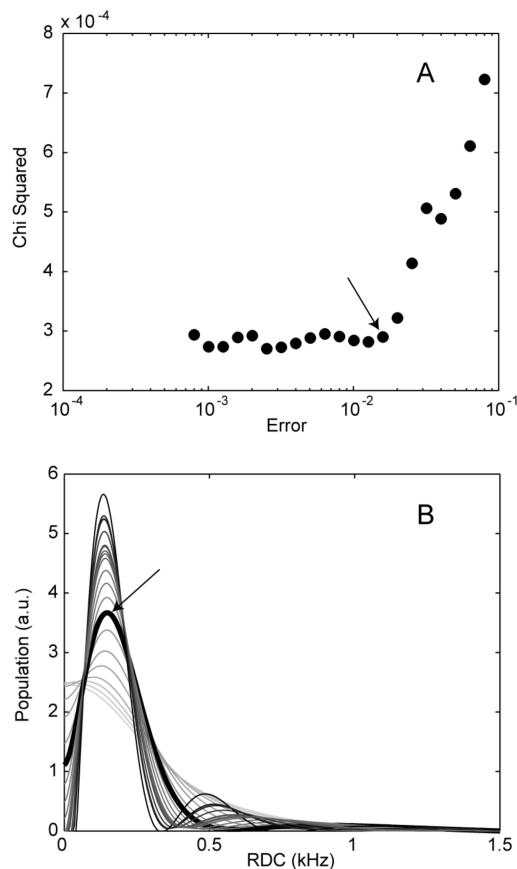 x 10⁻⁴
8
A
7
6
Chi Squared
5
4
3
2
10⁻⁴ 10⁻³ 10⁻² 10⁻¹
Error
6
B
5
4
Population (a.u.)
3
2
1
0
0 0.5 1 1.5
RDC (kHz)